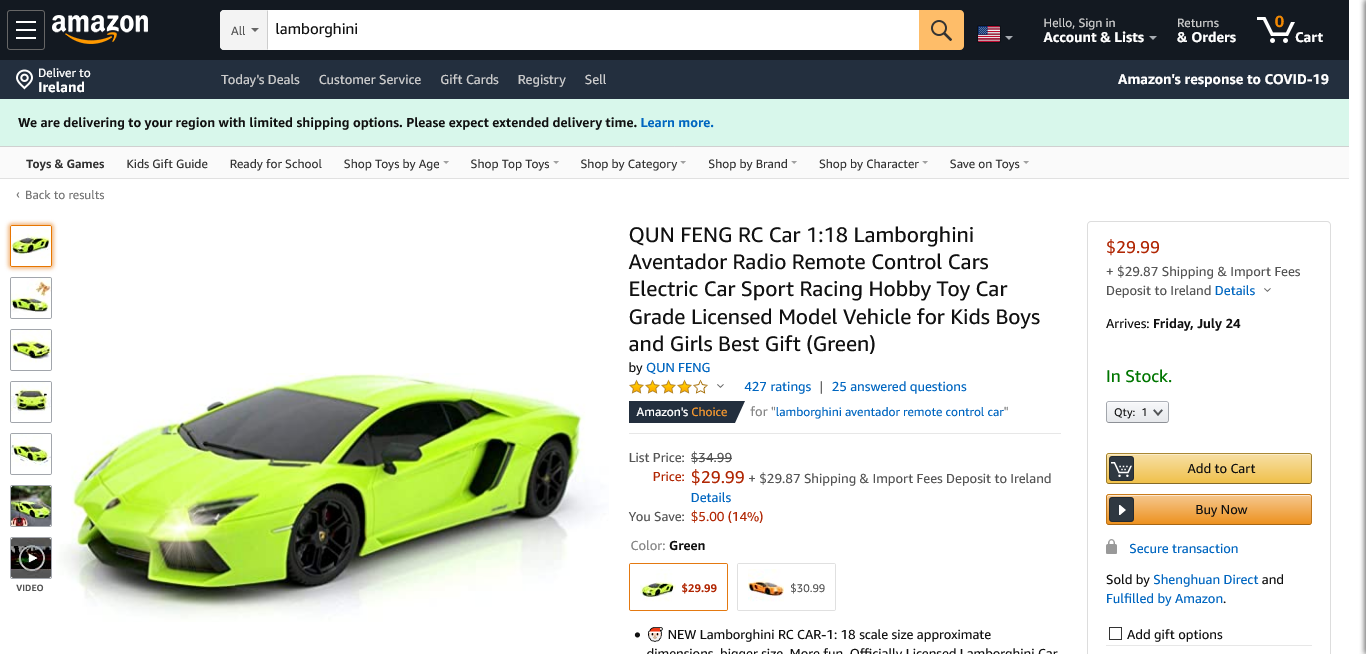 amazon
All
lamborghini
Hello, Sign in
Account & Lists
Returns
& Orders
0
Cart
Deliver to
Ireland
Today's Deals
Customer Service
Gift Cards
Registry
Sell
Amazon's response to COVID-19
We are delivering to your region with limited shipping options. Please expect extended delivery time. Learn more.
Toys & Games
Kids Gift Guide
Ready for School
Shop Toys by Age
Shop Top Toys
Shop by Category
Shop by Brand
Shop by Character
Save on Toys
‹ Back to results
VIDEO
QUN FENG RC Car 1:18 Lamborghini
Aventador Radio Remote Control Cars
Electric Car Sport Racing Hobby Toy Car
Grade Licensed Model Vehicle for Kids Boys
and Girls Best Gift (Green)
by QUN FENG
427 ratings | 25 answered questions
Amazon's Choice for "lamborghini aventador remote control car"
List Price: $34.99
Price: $29.99 + $29.87 Shipping & Import Fees Deposit to Ireland
Details
You Save: $5.00 (14%)
Color: Green
$29.99
$30.99
• NEW Lamborghini RC CAR-1: 18 scale size approximate
dimensions, bigger size, More fun. Officially Licensed Lamborghini Car
$29.99
+ $29.87 Shipping & Import Fees
Deposit to Ireland Details
Arrives: Friday, July 24
In Stock.
Qty: 1
Add to Cart
Buy Now
Secure transaction
Sold by Shenghuan Direct and
Fulfilled by Amazon.
Add gift options